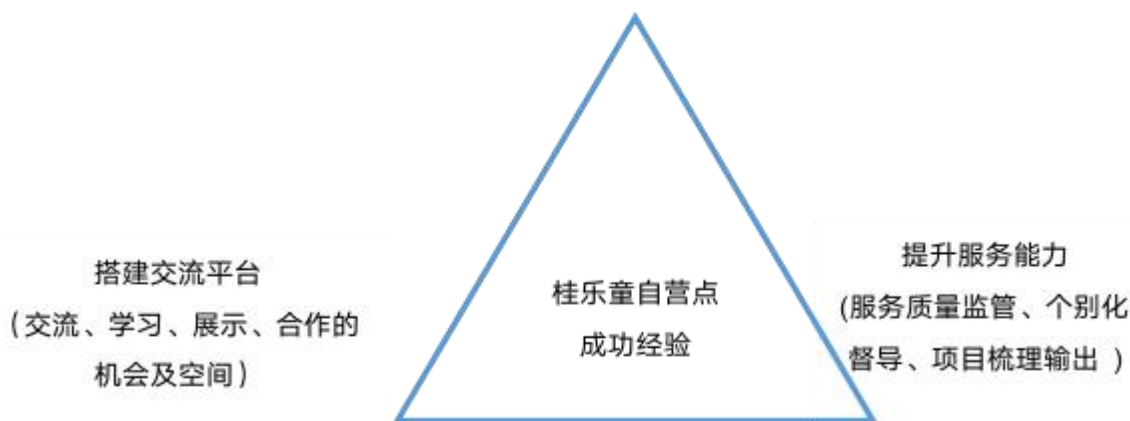 搭建交流平台
(交流、学习、展示、合作的
机会及空间)
桂乐童自营点
成功经验
提升服务能力
(服务质量监管、个别化
督导、项目梳理输出 )